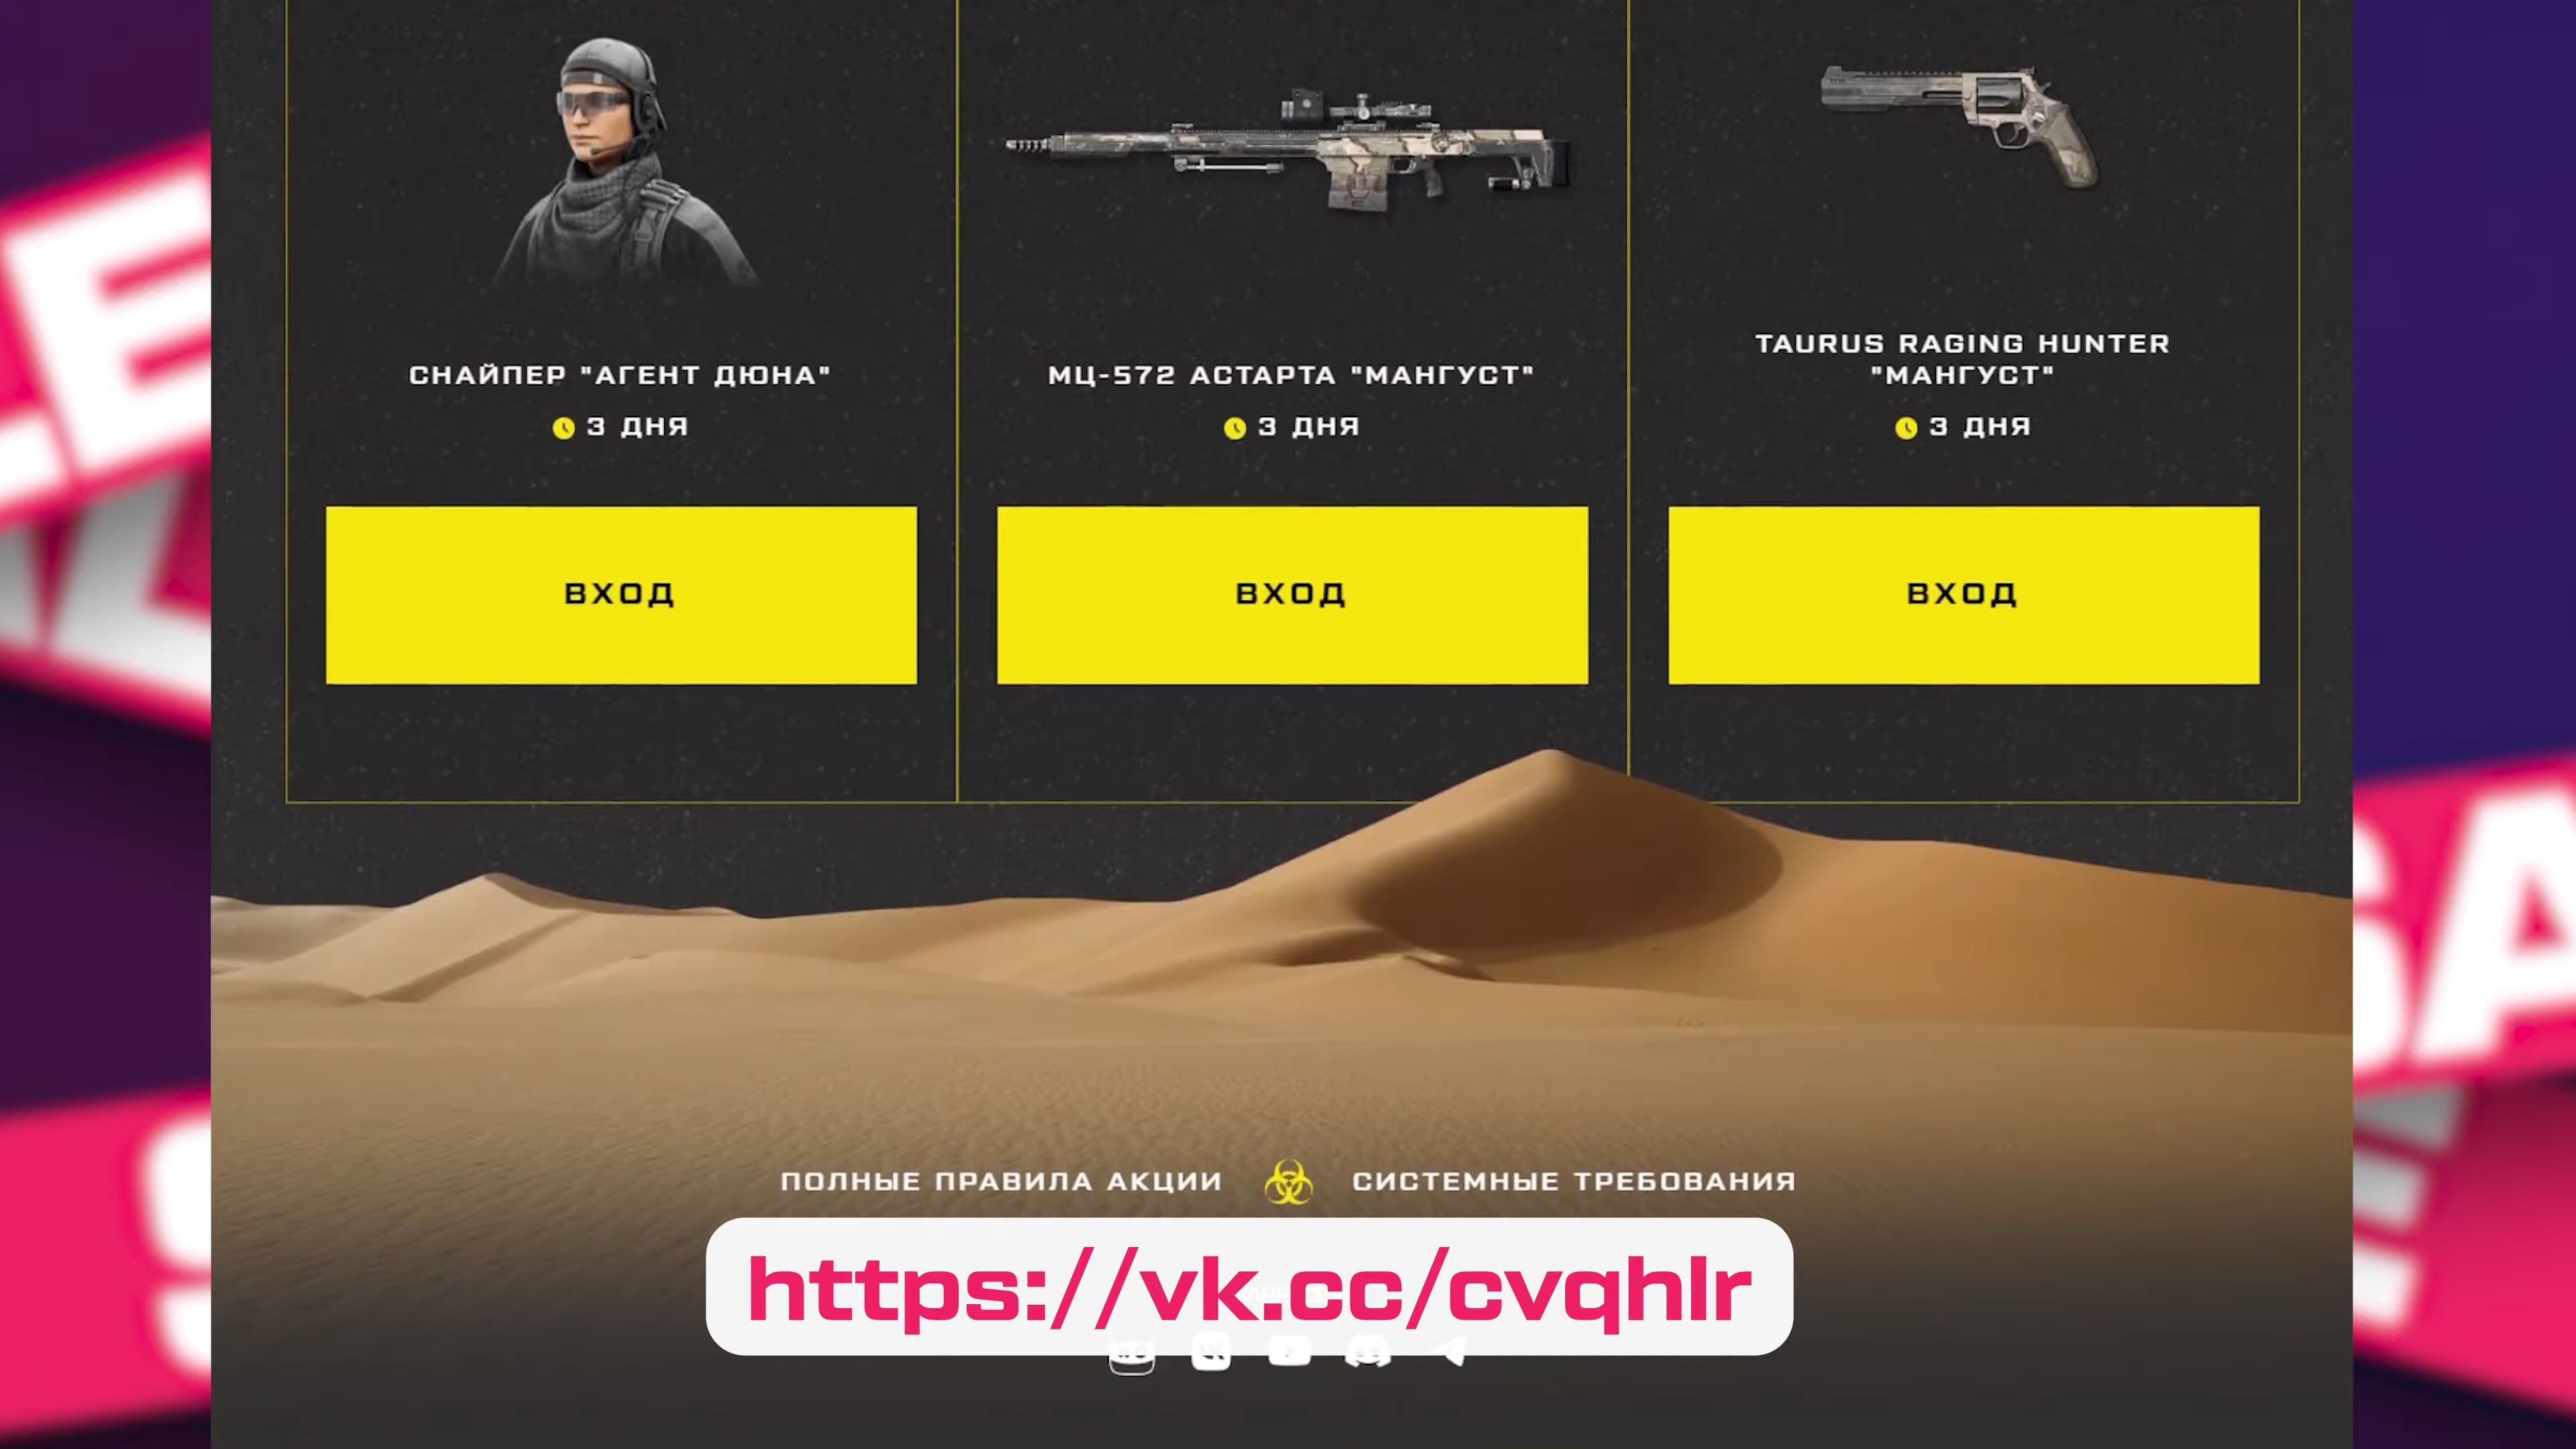 СНАЙПЕР "АГЕНТ ДЮНА"
3 ДНЯ
ВХОД
МЦ-572 АСТАРТА "МАНГУСТ"
3 ДНЯ
ВХОД
TAURUS RAGING HUNTER
"МАНГУСТ"
3 ДНЯ
ВХОД
ПОЛНЫЕ ПРАВИЛА АКЦИИ
СИСТЕМНЫЕ ТРЕБОВАНИЯ
https://vk.cc/cvqhlr